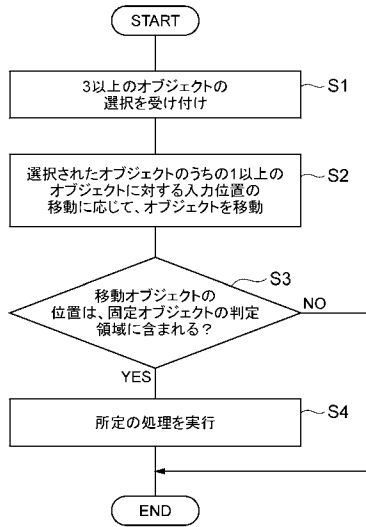 START
3以上のオブジェクトの
選択を受け付け
S1
選択されたオブジェクトのうちの1以上の
オブジェクトに対する入力位置の
移動に応じて、オブジェクトを移動
S2
移動オブジェクトの
位置は、固定オブジェクトの判定
領域に含まれる?
S3
NO
YES
所定の処理を実行
S4
END